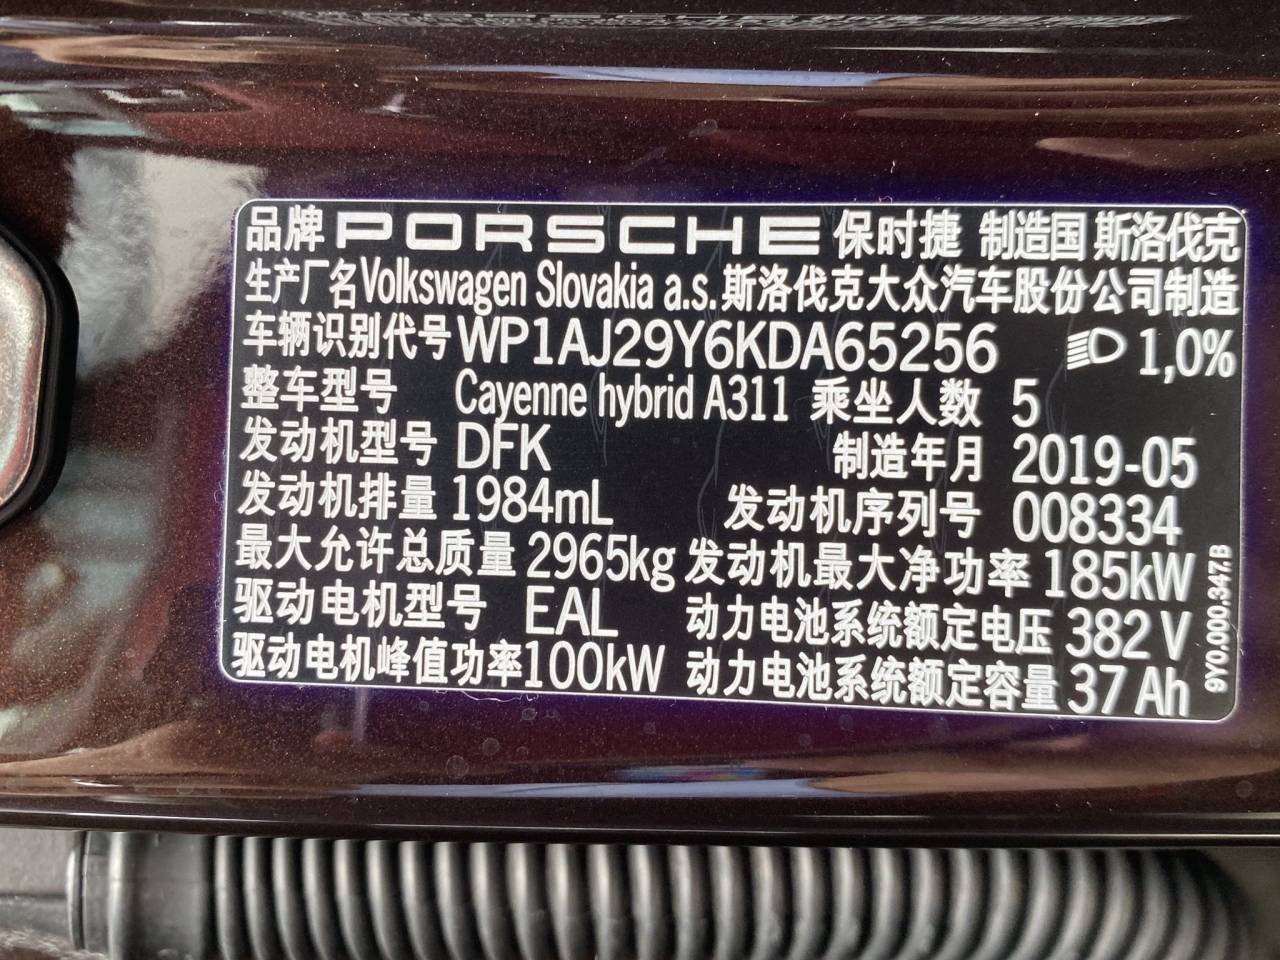 品牌 PORSCHE 保时捷 制造国 斯洛伐克
生产厂名 Volkswagen Slovakia a.s. 斯洛伐克大众汽车股份公司制造
车辆识别代号 WP1AJ29Y6KDA65256 1,0%
整车型号 Cayenne hybrid A311 乘坐人数 5
发动机型号 DFK 制造年月 2019-05
发动机排量 1984mL 发动机序列号 008334
最大允许总质量 2965kg 发动机最大净功率 185kW
驱动电机型号 EAL 动力电池系统额定电压 382 V
驱动电机峰值功率 100kW 动力电池系统额定容量 37 Ah
9Y0.000.347.B